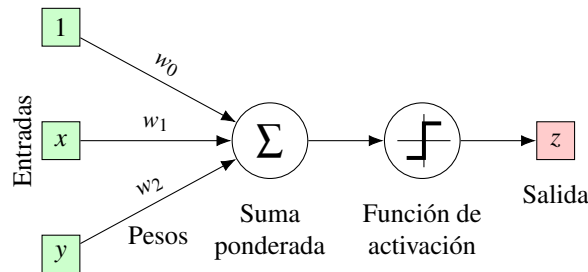 1
w₀
Entradas
x
w₁
Σ
z
w₂
y
Pesos
Suma
ponderada
Función de
activación
Salida